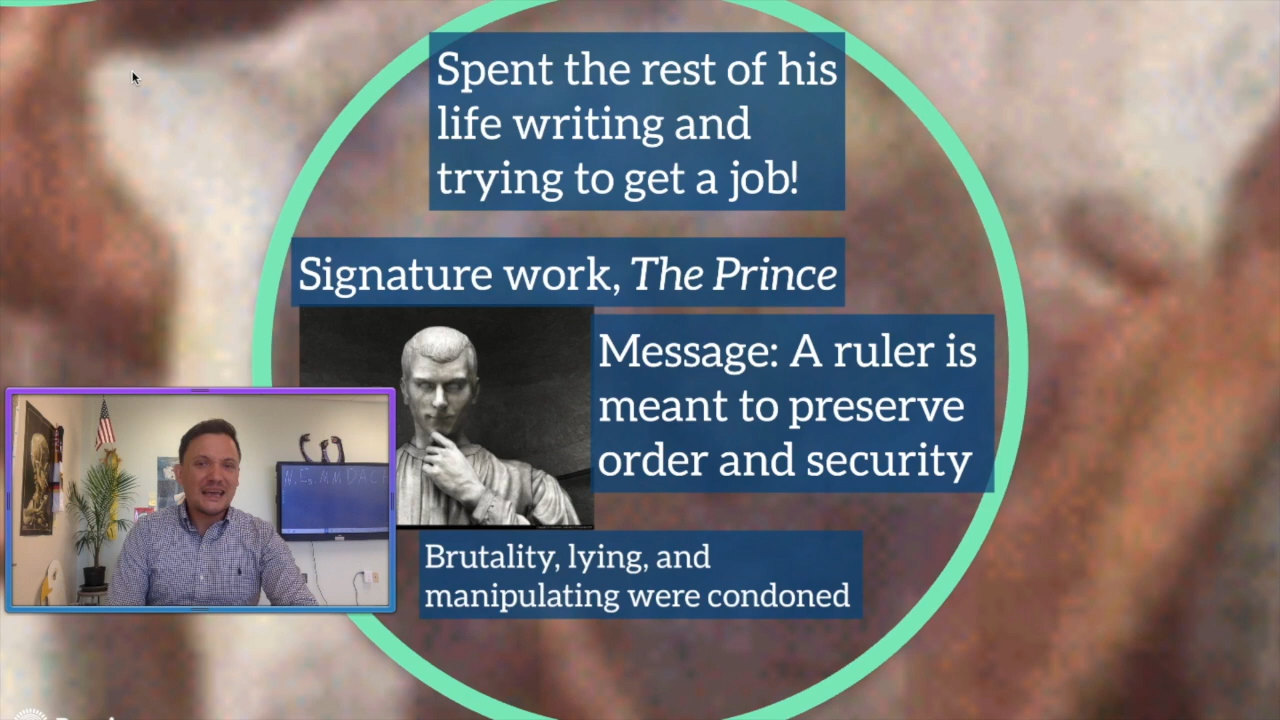 Spent the rest of his
life writing and
trying to get a job!
Signature work, The Prince
Message: A ruler is
meant to preserve
order and security
Brutality, lying, and
manipulating were condoned